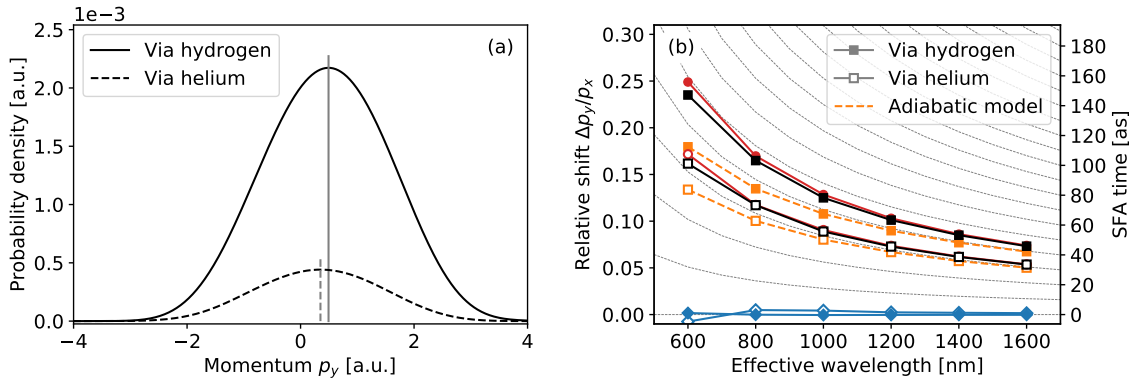 1e−3
(a)
Via hydrogen
Via helium
Probability density [a.u.]
2.5
2.0
1.5
1.0
0.5
0.0
−4
−2
0
2
4
Momentum p_y [a.u.]
(b)
Via hydrogen
Via helium
Adiabatic model
Relative shift Δp_y/p_x
0.30
0.25
0.20
0.15
0.10
0.05
0.00
600
800
1000
1200
1400
1600
Effective wavelength [nm]
180
160
140
120
100
80
60
40
20
0
SFA time [as]